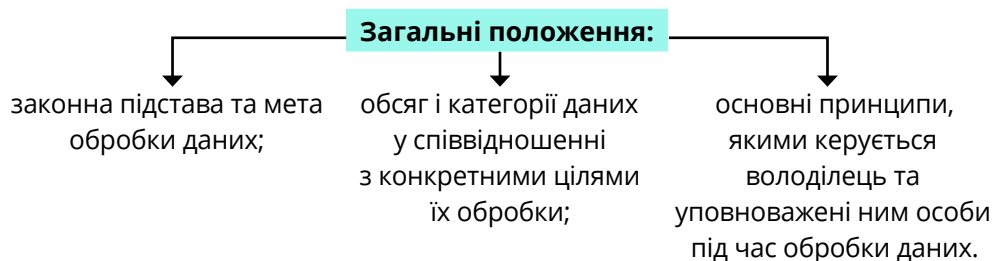 Загальні положення:
законна підстава та мета
обробки даних;
обсяг і категорії даних
у співвідношенні
з конкретними цілями
їх обробки;
основні принципи,
якими керується
володілець та
уповноважені ним особи
під час обробки даних.